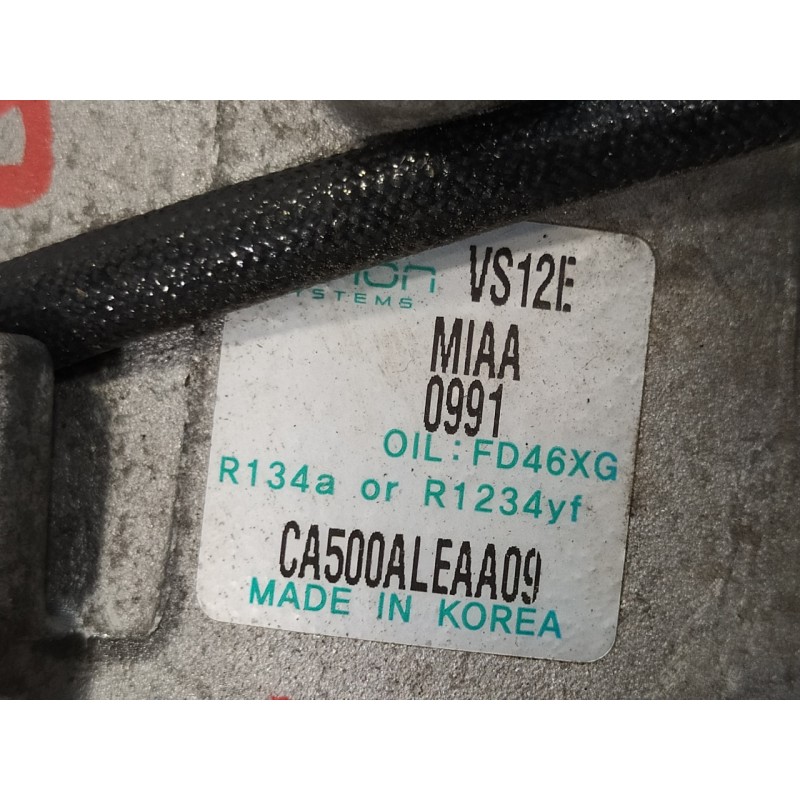 VS12E
MIAA
0991
OIL: FD46XG
R134a or R1234yf
CA500ALEAA09
MADE IN KOREA